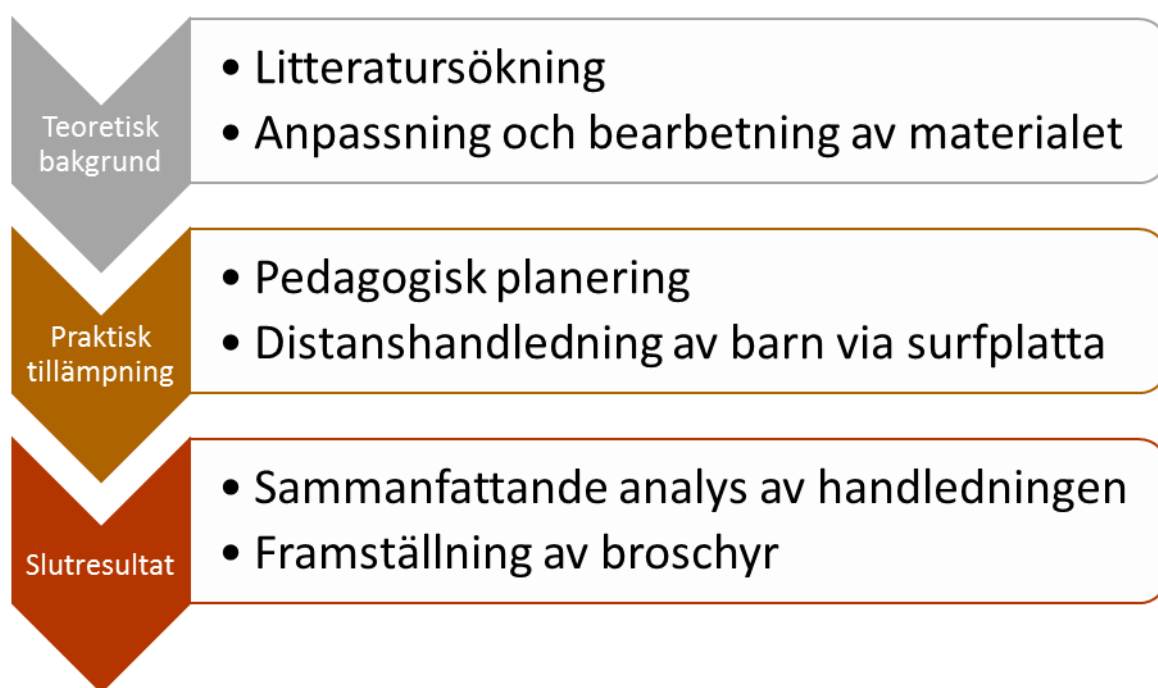 Teoretisk
bakgrund
• Litteratursökning
• Anpassning och bearbetning av materialet
Praktisk
tillämpning
• Pedagogisk planering
• Distanshandledning av barn via surfplatta
Slutresultat
• Sammanfattande analys av handledningen
• Framställning av broschyr